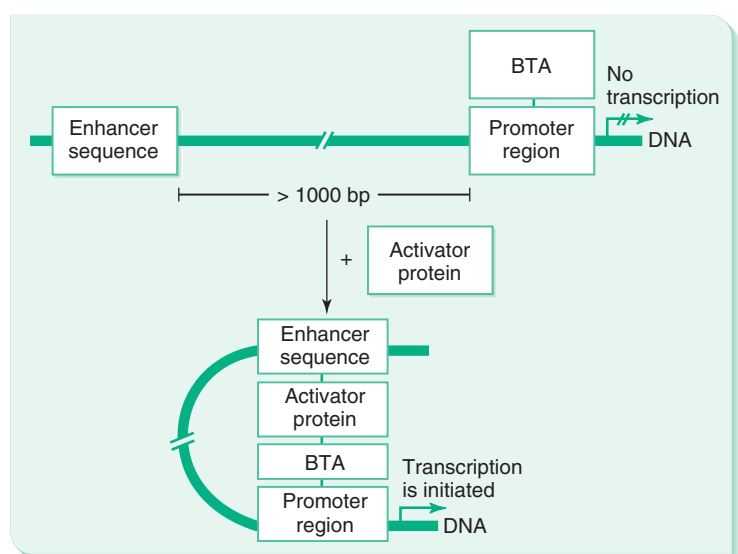 BTA
No
transcription
Enhancer
sequence
Promoter
region
DNA
> 1000 bp
+
Activator
protein
Enhancer
sequence
Activator
protein
BTA
Transcription
is initiated
Promoter
region
DNA